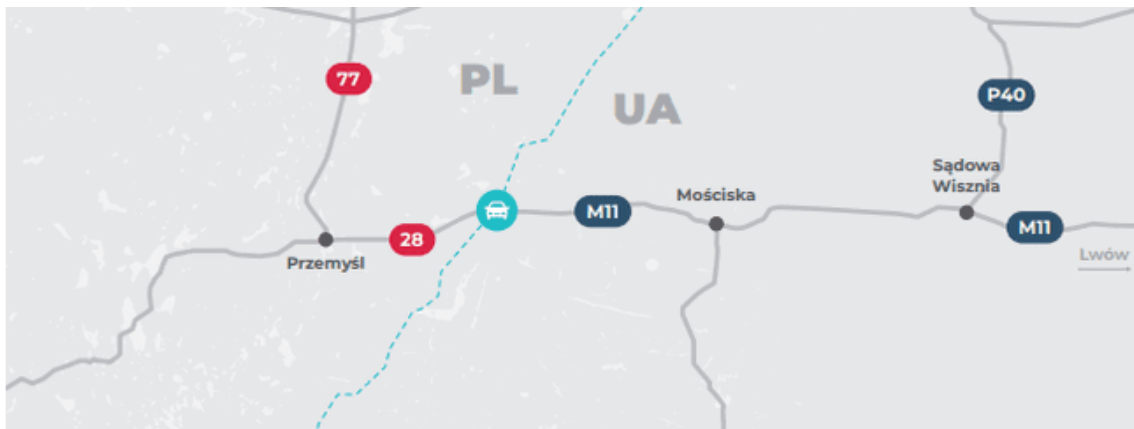 77
PL
UA
P40
Sądowa
Wisznia
Mościska
M11
M11
28
Przemyśl
Lwów